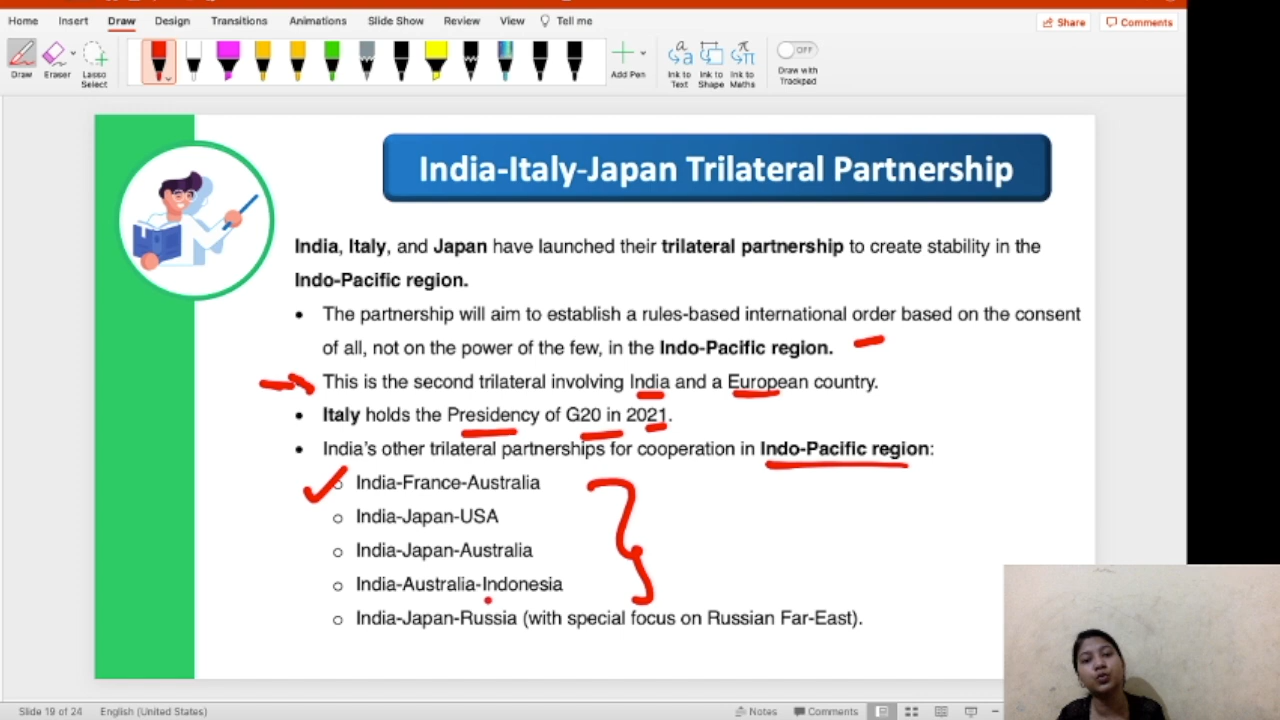 Home Insert Draw Design Transitions Animations Slide Show Review View Tell me Share Comments
Draw Eraser Lasso Select Add Pen Ink to Text Ink to Shape Ink to Maths OFF Draw with Trackpad
India-Italy-Japan Trilateral Partnership
India, Italy, and Japan have launched their trilateral partnership to create stability in the
Indo-Pacific region.
• The partnership will aim to establish a rules-based international order based on the consent
of all, not on the power of the few, in the Indo-Pacific region.
This is the second trilateral involving India and a European country.
• Italy holds the Presidency of G20 in 2021.
• India's other trilateral partnerships for cooperation in Indo-Pacific region:
o India-France-Australia
o India-Japan-USA
o India-Japan-Australia
o India-Australia-Indonesia
o India-Japan-Russia (with special focus on Russian Far-East).
Slide 19 of 24 English (United States) Notes Comments